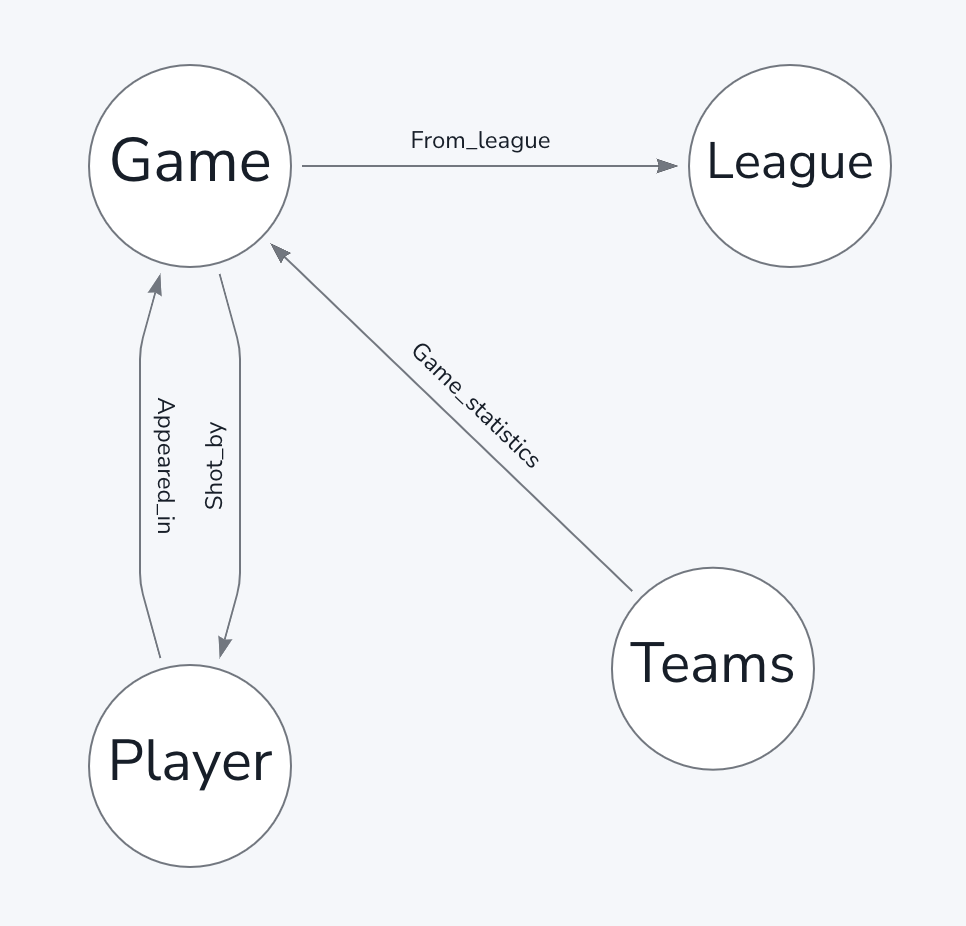 Game
From_league
League
Game_statistics
Appeared_in
Shot_by
Teams
Player